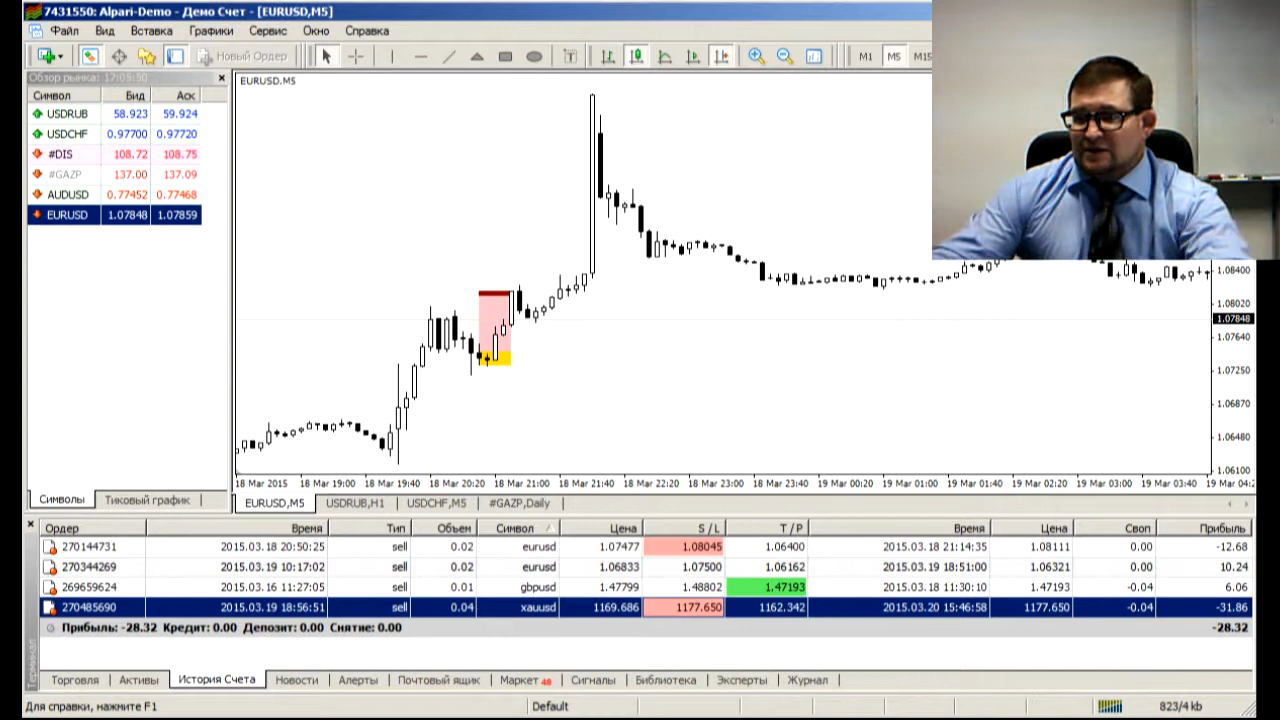 7431550: Alpari-Demo - Демо Счет - [EURUSD,M5]
Файл Вид Вставка Графики Сервис Окно Справка
Новый Ордер M1 M5 M15
Обзор рынка: 17:05:50
Символ Бид Аск
USDRUB 58.923 59.924
USDCHF 0.97700 0.97720
#DIS 108.72 108.75
#GAZP 137.00 137.09
AUDUSD 0.77452 0.77468
EURUSD 1.07848 1.07859
Символы Тиковый график
EURUSD,M5
1.08400
1.08020
1.07848
1.07640
1.07250
1.06870
1.06480
1.06100
18 Mar 2015 18 Mar 19:00 18 Mar 19:40 18 Mar 20:20 18 Mar 21:00 18 Mar 21:40 18 Mar 22:20 18 Mar 23:00 18 Mar 23:40 19 Mar 00:20 19 Mar 01:00 19 Mar 01:40 19 Mar 02:20 19 Mar 03:00 19 Mar 03:40 19 Mar 04:2
EURUSD,M5 USDRUB,H1 USDCHF,M5 #GAZP,Daily
Ордер Время Тип Объем Символ Цена S / L T / P Время Цена Своп Прибыль
270144731 2015.03.18 20:50:25 sell 0.02 eurusd 1.07477 1.08045 1.06400 2015.03.18 21:14:35 1.08111 0.00 -12.68
270344269 2015.03.19 10:17:02 sell 0.02 eurusd 1.06833 1.07500 1.06162 2015.03.19 18:51:00 1.06321 0.00 10.24
269659624 2015.03.16 11:27:05 sell 0.01 gbpusd 1.47799 1.48802 1.47193 2015.03.18 11:30:10 1.47193 -0.04 6.06
270485690 2015.03.19 18:56:51 sell 0.04 xauusd 1169.686 1177.650 1162.342 2015.03.20 15:46:58 1177.650 -0.04 -31.86
Прибыль: -28.32 Кредит: 0.00 Депозит: 0.00 Снятие: 0.00 -28.32
Терминал
Торговля Активы История Счета Новости Алерты Почтовый ящик Маркет 48 Сигналы Библиотека Эксперты Журнал
Для справки, нажмите F1 Default 823/4 kb